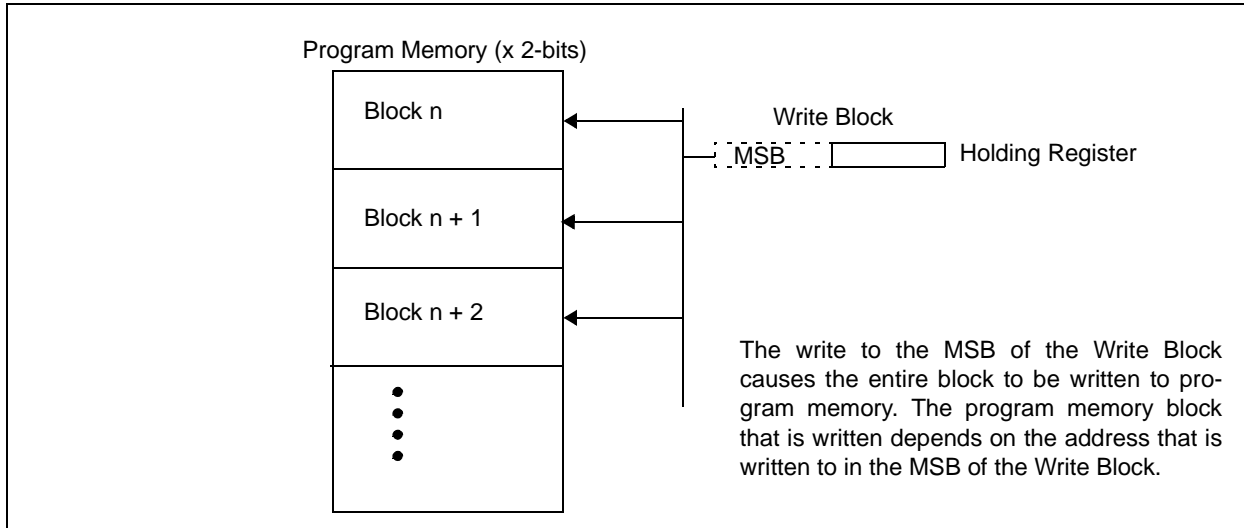 Program Memory (x 2-bits)
Block n
Write Block
MSB
Holding Register
Block n + 1
Block n + 2
The write to the MSB of the Write Block
causes the entire block to be written to pro-
gram memory. The program memory block
that is written depends on the address that is
written to in the MSB of the Write Block.